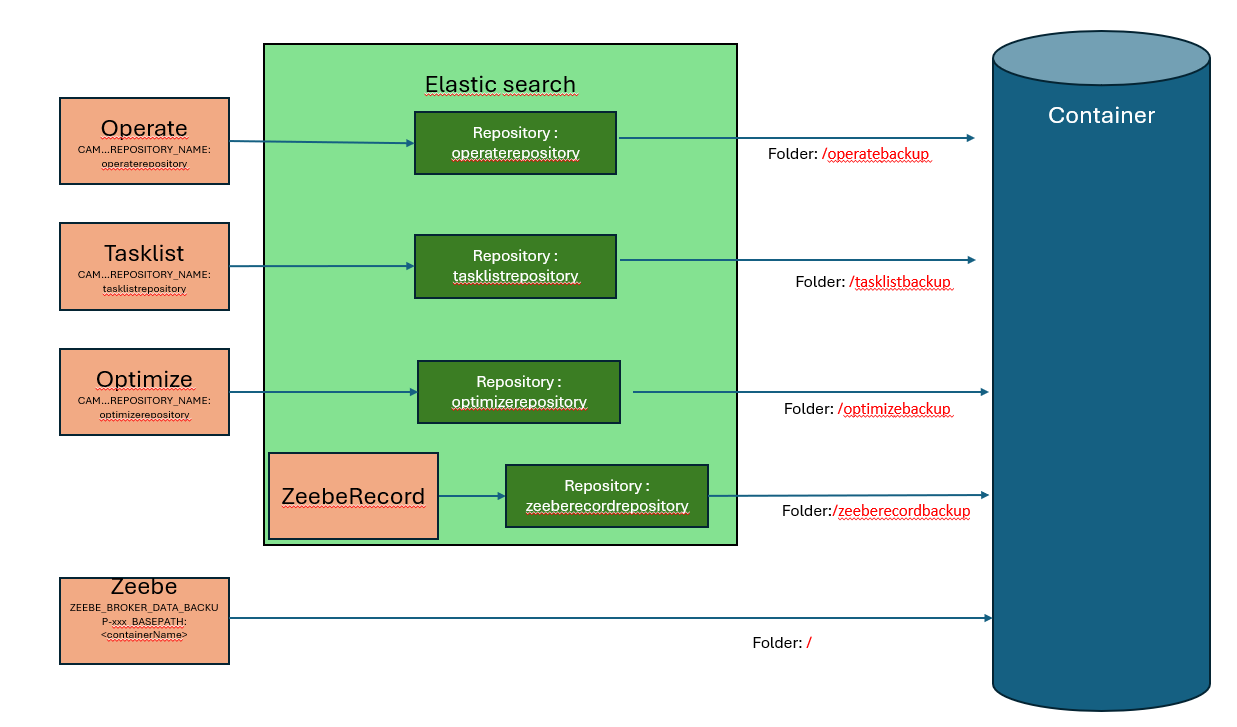 Elastic search
Container
Operate
CAM...REPOSITORY_NAME:
operaterepository
Repository :
operaterepository
Folder: /operatebackup
Tasklist
CAM...REPOSITORY_NAME:
tasklistrepository
Repository :
tasklistrepository
Folder: /tasklistbackup
Optimize
CAM...REPOSITORY_NAME:
optimizerepository
Repository :
optimizerepository
Folder: /optimizebackup
ZeebeRecord
Repository :
zeeberecordrepository
Folder:/zeeberecordbackup
Zeebe
ZEEBE_BROKER_DATA_BACKU
P-xxx_BASEPATH:
<containerName>
Folder: /